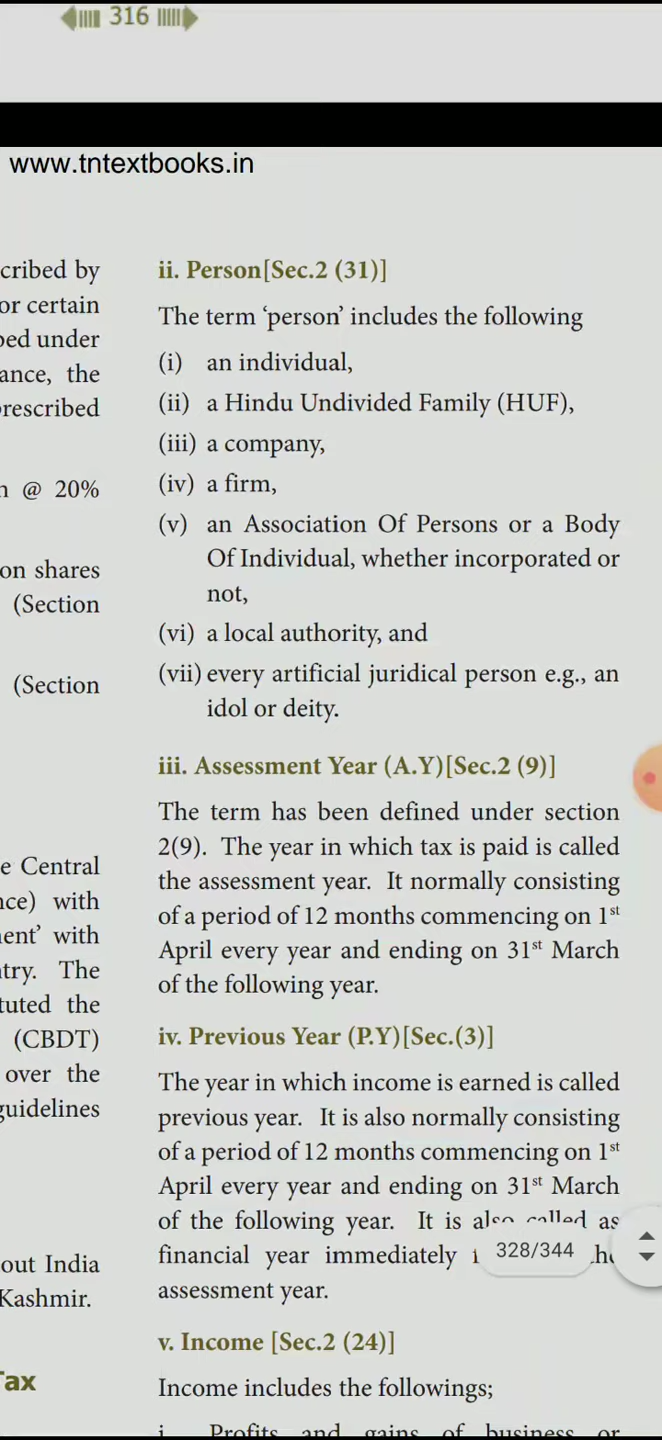 316
www.tntextbooks.in
cribed by
or certain
bed under
ance, the
prescribed
n @ 20%
on shares
(Section
(Section
e Central
nce) with
ent' with
try. The
tuted the
(CBDT)
over the
guidelines
out India
Kashmir.
Tax
ii. Person[Sec.2 (31)]
The term ‘person’ includes the following
(i) an individual,
(ii) a Hindu Undivided Family (HUF),
(iii) a company,
(iv) a firm,
(v) an Association Of Persons or a Body
Of Individual, whether incorporated or
not,
(vi) a local authority, and
(vii) every artificial juridical person e.g., an
idol or deity.
iii. Assessment Year (A.Y)[Sec.2 (9)]
The term has been defined under section
2(9). The year in which tax is paid is called
the assessment year. It normally consisting
of a period of 12 months commencing on 1st
April every year and ending on 31st March
of the following year.
iv. Previous Year (P.Y)[Sec.(3)]
The year in which income is earned is called
previous year. It is also normally consisting
of a period of 12 months commencing on 1st
April every year and ending on 31st March
of the following year. It is also called as
financial year immediately
328/344
assessment year.
v. Income [Sec.2 (24)]
Income includes the followings;
i. Profits and gains of business or